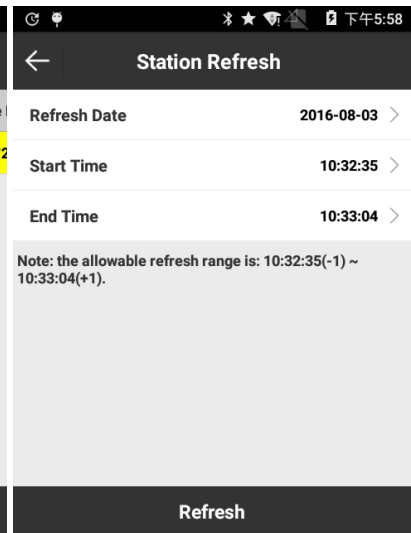 下午5:58
Station Refresh
Refresh Date 2016-08-03
Start Time 10:32:35
End Time 10:33:04
Note: the allowable refresh range is: 10:32:35(-1) ~
10:33:04(+1).
Refresh